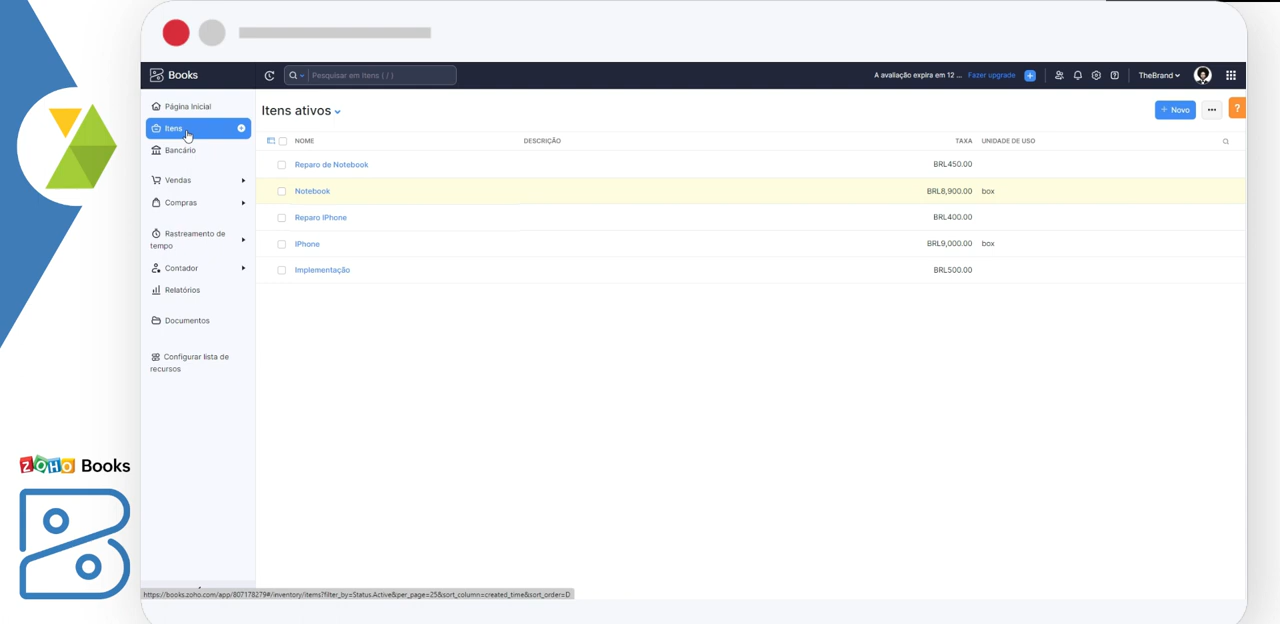 Books
Pesquisar em Itens ( / )
A avaliação expira em 12 ...
Fazer upgrade
TheBrand
Página Inicial
Itens
Bancário
Vendas
Compras
Rastreamento de
tempo
Contador
Relatórios
Documentos
Configurar lista de
recursos
Itens ativos
+ Novo
?
NOME DESCRIÇÃO TAXA UNIDADE DE USO
Reparo de Notebook BRL450.00
Notebook BRL8,900.00 box
Reparo IPhone BRL400.00
IPhone BRL9,000.00 box
Implementação BRL500.00
ZOHO Books
https://books.zoho.com/app/807178279#/inventory/items?filter_by=Status.Active&per_page=25&sort_column=created_time&sort_order=D